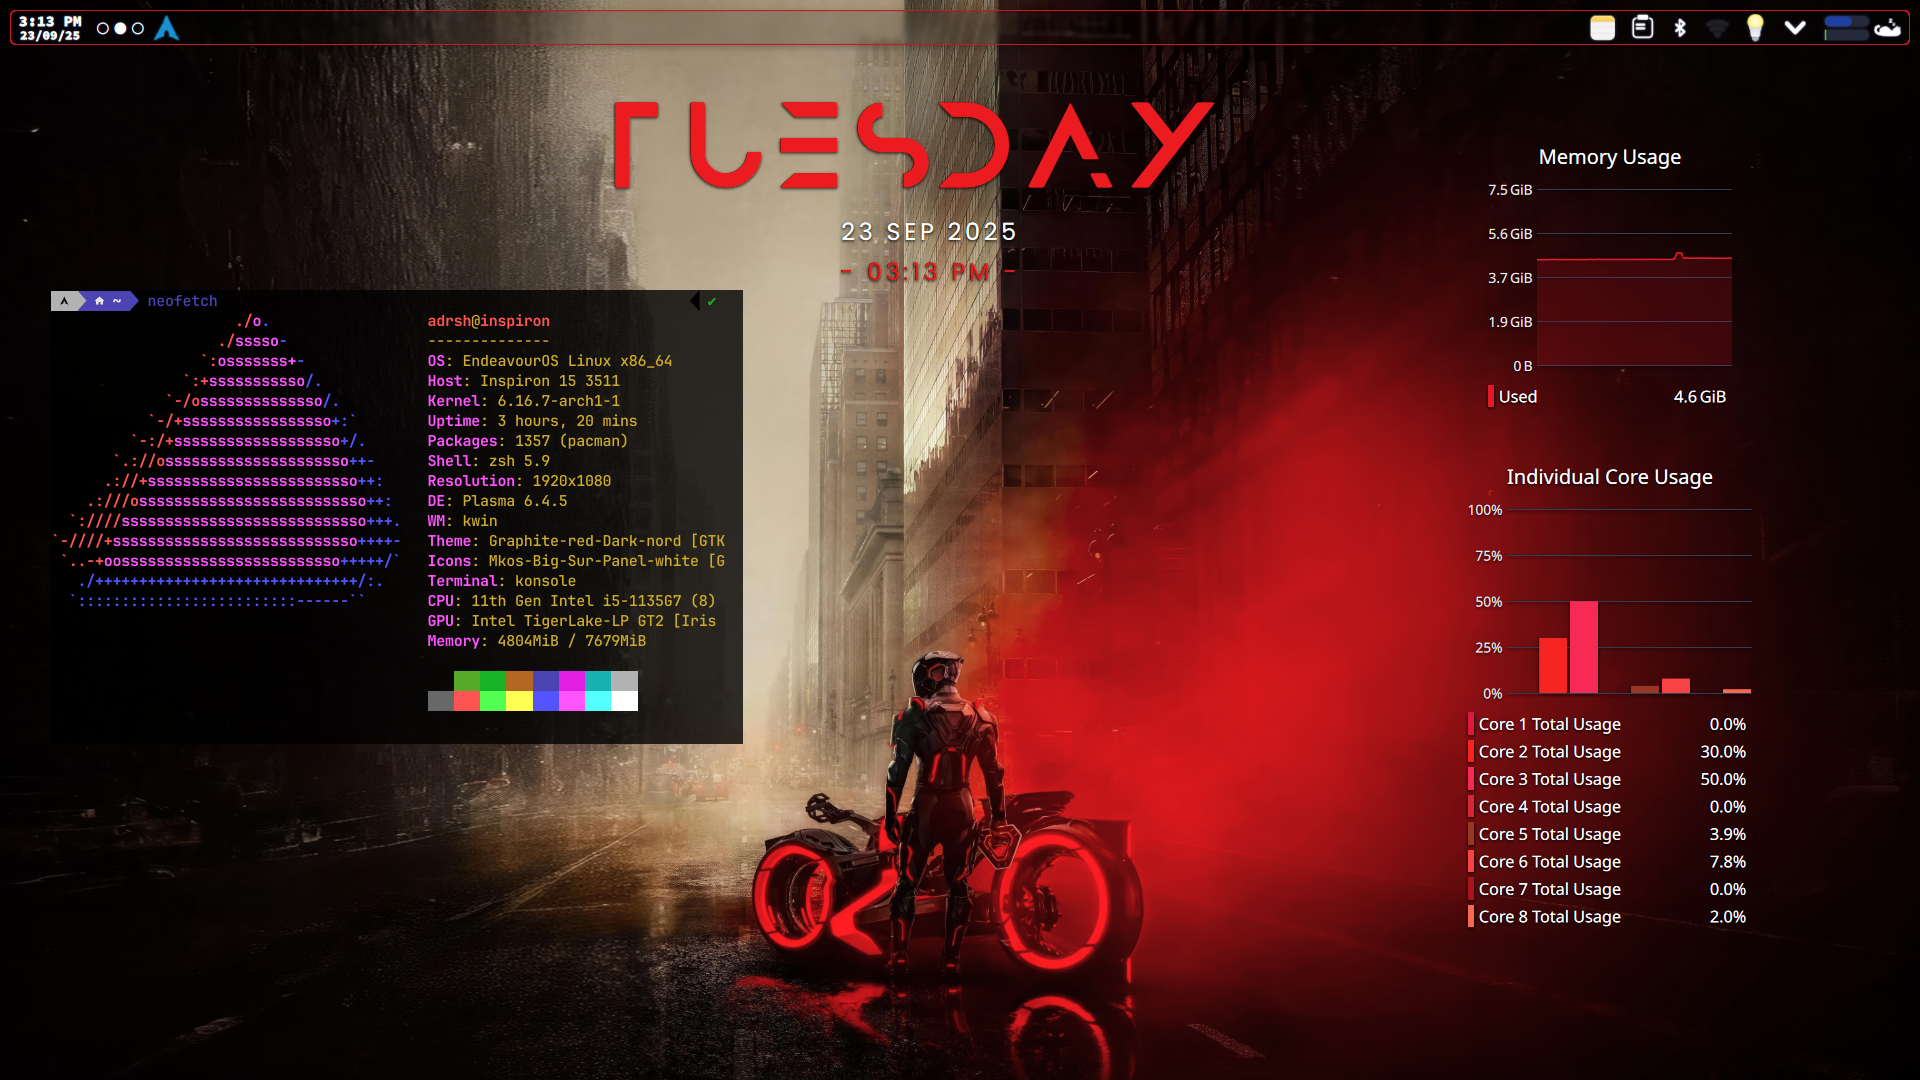 3:13 PM
23/09/25
TUESDAY
23 SEP 2025
- 03:13 PM -
~ neofetch ✔
./o.
./sssso-
`:osssssss+-
`:+sssssssssso/.
`-/ossssssssssssso/.
`-/+sssssssssssssssso+:`
`-:/+sssssssssssssssssso+/.
`.://osssssssssssssssssssso++-
.://+ssssssssssssssssssssssso++:
.:///ossssssssssssssssssssssssso++:
`:////ssssssssssssssssssssssssssso+++.
`-////+ssssssssssssssssssssssssssso++++-
`..-+oosssssssssssssssssssssssso+++++/`
./++++++++++++++++++++++++++++++/:.
`:::::::::::::::::::::::::------``
adrsh@inspiron
--------------
OS: EndeavourOS Linux x86_64
Host: Inspiron 15 3511
Kernel: 6.16.7-arch1-1
Uptime: 3 hours, 20 mins
Packages: 1357 (pacman)
Shell: zsh 5.9
Resolution: 1920x1080
DE: Plasma 6.4.5
WM: kwin
Theme: Graphite-red-Dark-nord [GTK
Icons: Mkos-Big-Sur-Panel-white [G
Terminal: konsole
CPU: 11th Gen Intel i5-1135G7 (8)
GPU: Intel TigerLake-LP GT2 [Iris
Memory: 4804MiB / 7679MiB
Memory Usage
7.5 GiB
5.6 GiB
3.7 GiB
1.9 GiB
0 B
Used 4.6 GiB
Individual Core Usage
100%
75%
50%
25%
0%
Core 1 Total Usage 0.0%
Core 2 Total Usage 30.0%
Core 3 Total Usage 50.0%
Core 4 Total Usage 0.0%
Core 5 Total Usage 3.9%
Core 6 Total Usage 7.8%
Core 7 Total Usage 0.0%
Core 8 Total Usage 2.0%